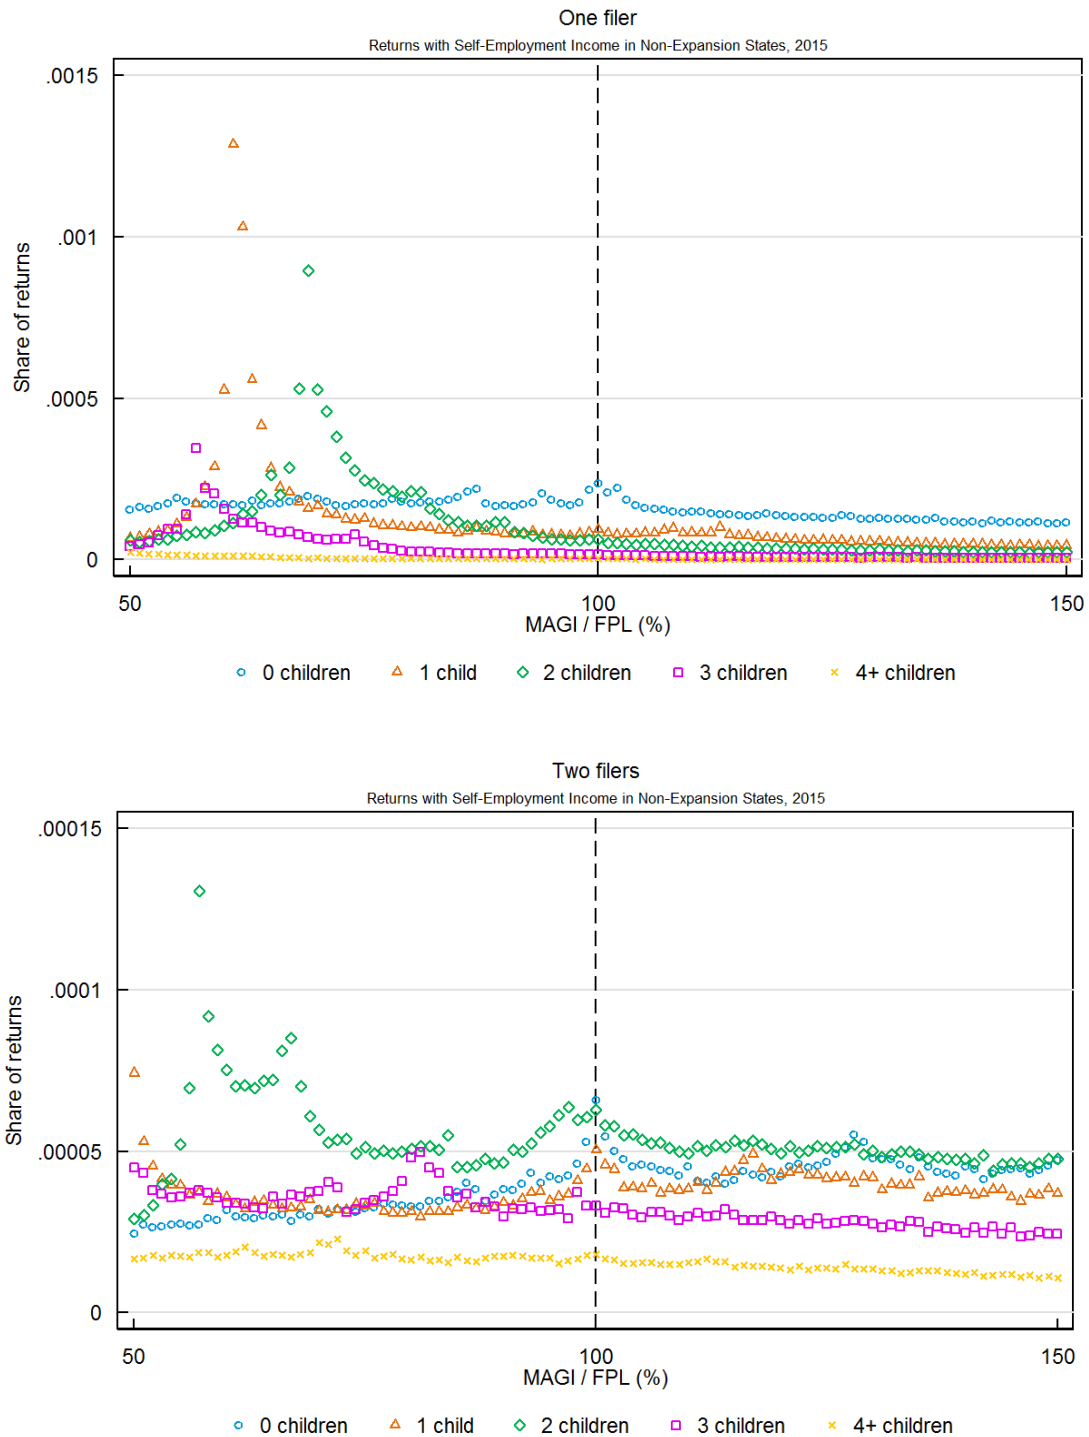 One filer
Returns with Self-Employment Income in Non-Expansion States, 2015
Share of returns
.0015
.001
.0005
0
50
100
150
MAGI / FPL (%)
0 children
1 child
2 children
3 children
4+ children
Two filers
Returns with Self-Employment Income in Non-Expansion States, 2015
Share of returns
.00015
.0001
.00005
0
50
100
150
MAGI / FPL (%)
0 children
1 child
2 children
3 children
4+ children